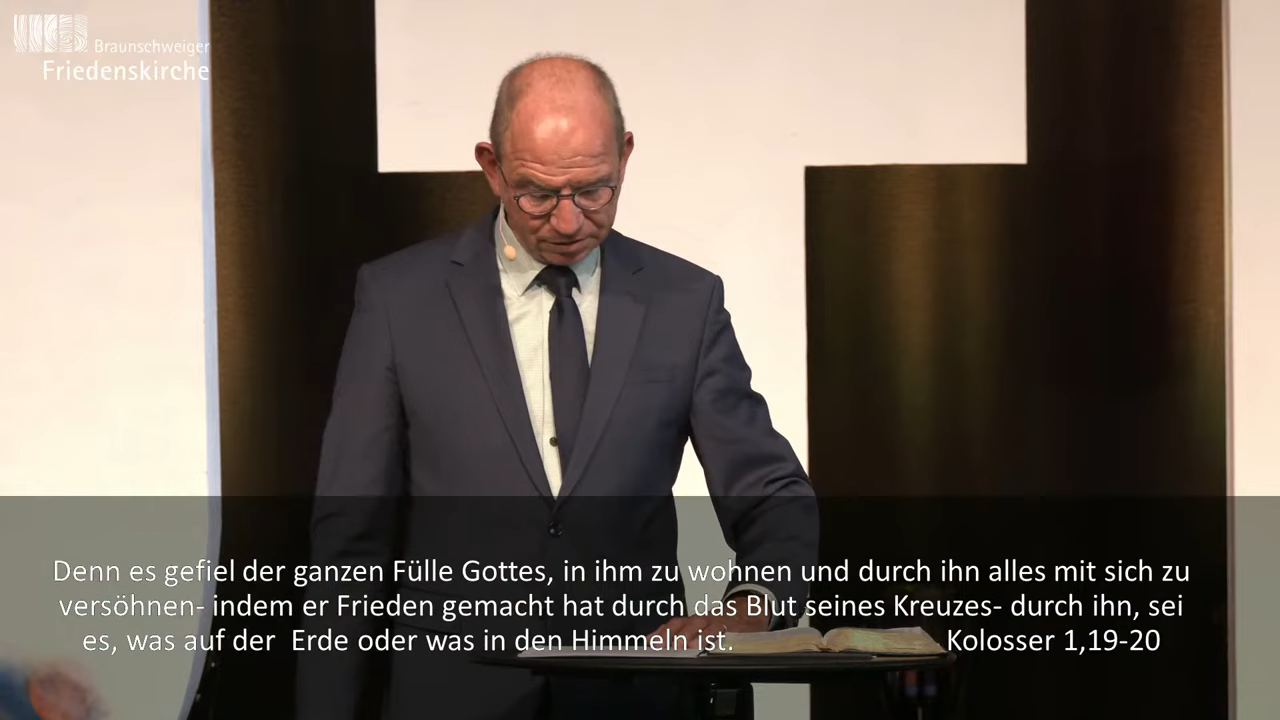 Braunschweiger
Friedenskirche
Denn es gefiel der ganzen Fülle Gottes, in ihm zu wohnen und durch ihn alles mit sich zu
versöhnen- indem er Frieden gemacht hat durch das Blut seines Kreuzes- durch ihn, sei
es, was auf der  Erde oder was in den Himmeln ist. Kolosser 1,19-20